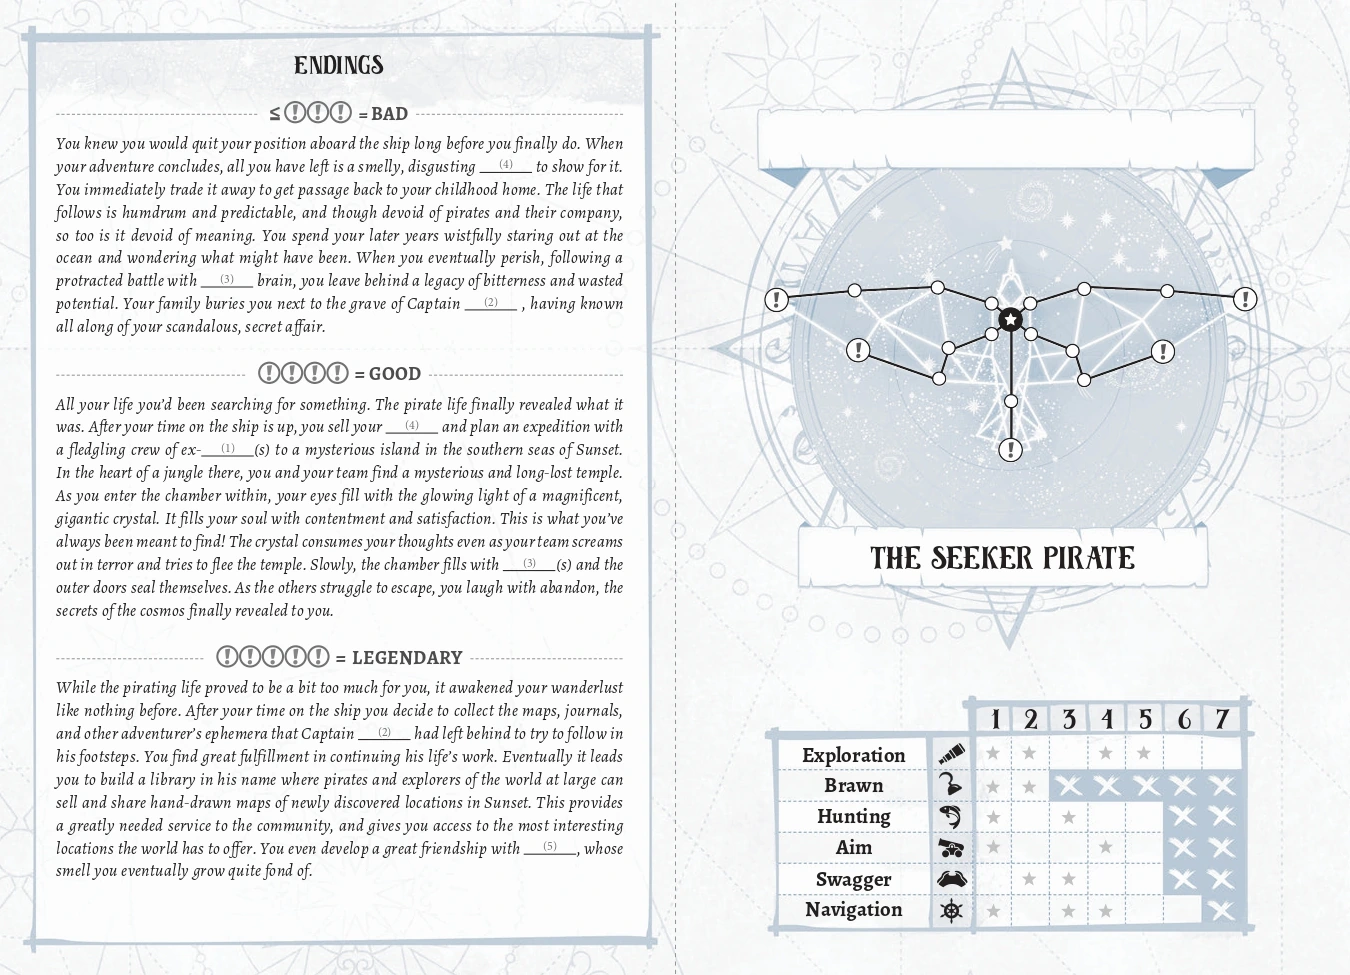 ENDINGS
≤ !!! = BAD
You knew you would quit your position aboard the ship long before you finally do. When
your adventure concludes, all you have left is a smelly, disgusting ___(4)___ to show for it.
You immediately trade it away to get passage back to your childhood home. The life that
follows is humdrum and predictable, and though devoid of pirates and their company,
so too is it devoid of meaning. You spend your later years wistfully staring out at the
ocean and wondering what might have been. When you eventually perish, following a
protracted battle with ___(3)___ brain, you leave behind a legacy of bitterness and wasted
potential. Your family buries you next to the grave of Captain ___(2)___ , having known
all along of your scandalous, secret affair.
!!!! = GOOD
All your life you'd been searching for something. The pirate life finally revealed what it
was. After your time on the ship is up, you sell your ___(4)___ and plan an expedition with
a fledgling crew of ex-___(1)___(s) to a mysterious island in the southern seas of Sunset.
In the heart of a jungle there, you and your team find a mysterious and long-lost temple.
As you enter the chamber within, your eyes fill with the glowing light of a magnificent,
gigantic crystal. It fills your soul with contentment and satisfaction. This is what you've
always been meant to find! The crystal consumes your thoughts even as your team screams
out in terror and tries to flee the temple. Slowly, the chamber fills with ___(3)___(s) and the
outer doors seal themselves. As the others struggle to escape, you laugh with abandon, the
secrets of the cosmos finally revealed to you.
!!!!! = LEGENDARY
While the pirating life proved to be a bit too much for you, it awakened your wanderlust
like nothing before. After your time on the ship you decide to collect the maps, journals,
and other adventurer's ephemera that Captain ___(2)___ had left behind to try to follow in
his footsteps. You find great fulfillment in continuing his life's work. Eventually it leads
you to build a library in his name where pirates and explorers of the world at large can
sell and share hand-drawn maps of newly discovered locations in Sunset. This provides
a greatly needed service to the community, and gives you access to the most interesting
locations the world has to offer. You even develop a great friendship with ___(5)___, whose
smell you eventually grow quite fond of.
! !
! !
!
THE SEEKER PIRATE
1 2 3 4 5 6 7
Exploration
Brawn
Hunting
Aim
Swagger
Navigation